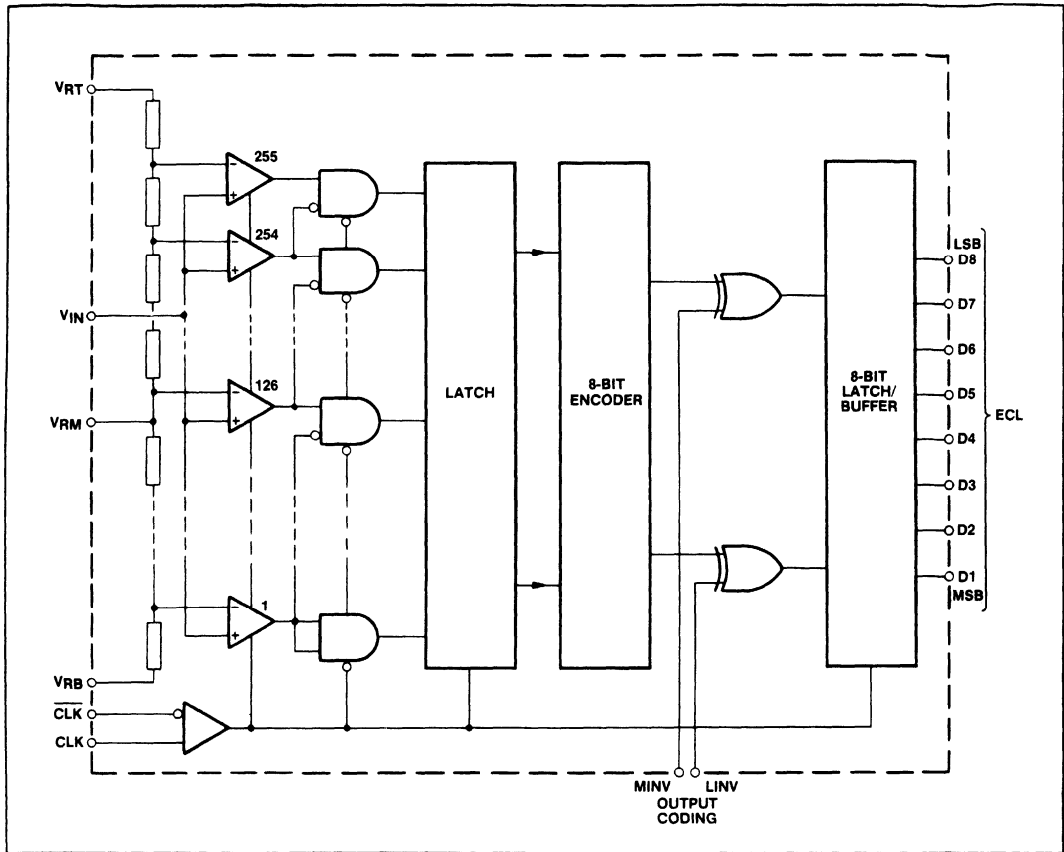 VRT
255
–
+
254
–
+
VIN
126
–
+
VRM
1
–
+
VRB
CLK
CLK
LATCH
8-BIT
ENCODER
8-BIT
LATCH/
BUFFER
LSB
D8
D7
D6
D5
D4
D3
D2
D1
MSB
ECL
MINV LINV
OUTPUT
CODING